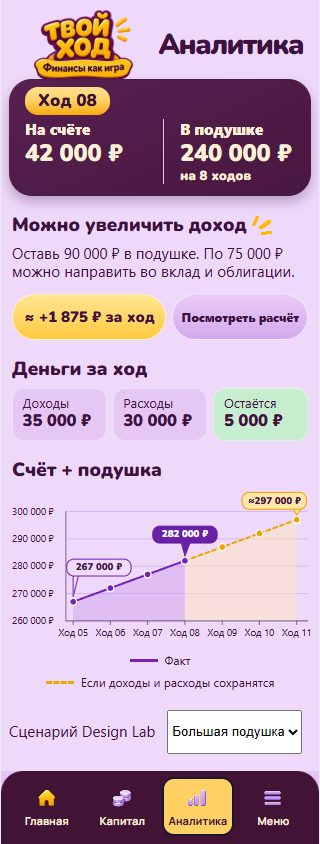 ТВОЙ
ХОД
Финансы как игра
Аналитика
Ход 08
На счёте
42 000 ₽
В подушке
240 000 ₽
на 8 ходов
Можно увеличить доход
Оставь 90 000 ₽ в подушке. По 75 000 ₽
можно направить во вклад и облигации.
≈ +1 875 ₽ за ход
Посмотреть расчёт
Деньги за ход
Доходы
35 000 ₽
Расходы
30 000 ₽
Остаётся
5 000 ₽
Счёт + подушка
≈297 000 ₽
300 000 ₽
290 000 ₽
282 000 ₽
280 000 ₽
267 000 ₽
270 000 ₽
260 000 ₽
Ход 05 Ход 06 Ход 07 Ход 08 Ход 09 Ход 10 Ход 11
Факт
Если доходы и расходы сохранятся
Сценарий Design Lab
Большая подушка
Главная
Капитал
Аналитика
Меню